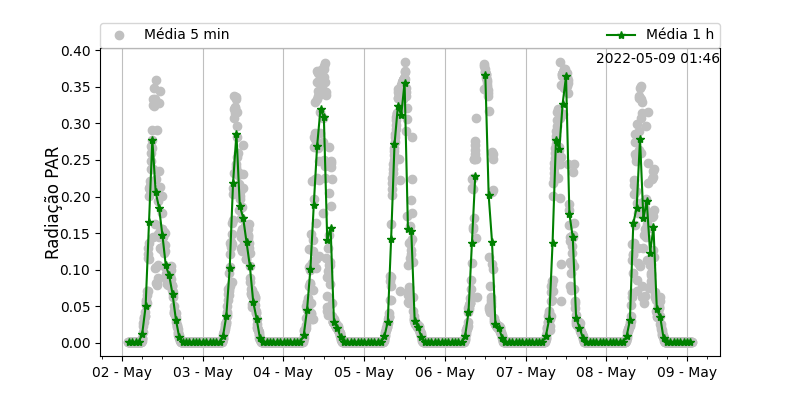 Média 5 min
Média 1 h
2022-05-09 01:46
Radiação PAR
0.40
0.35
0.30
0.25
0.20
0.15
0.10
0.05
0.00
02 - May
03 - May
04 - May
05 - May
06 - May
07 - May
08 - May
09 - May